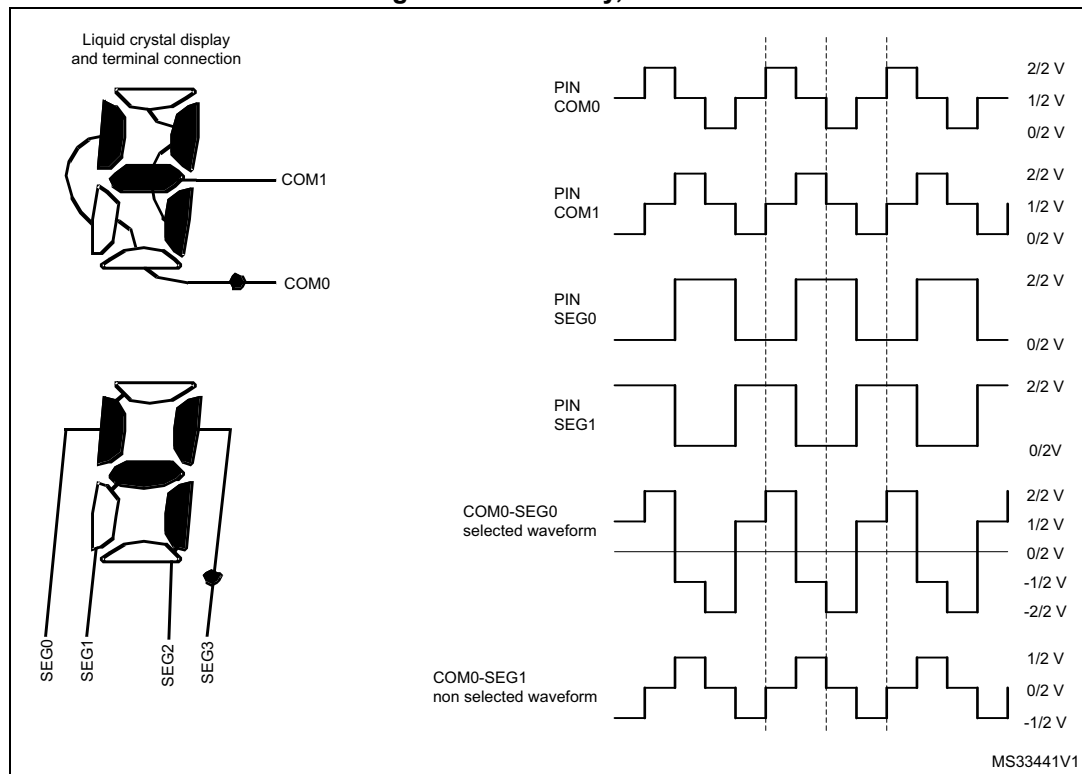 Liquid crystal display
and terminal connection
COM1
COM0
SEG0
SEG1
SEG2
SEG3
PIN
COM0
2/2 V
1/2 V
0/2 V
PIN
COM1
2/2 V
1/2 V
0/2 V
PIN
SEG0
2/2 V
0/2 V
PIN
SEG1
2/2 V
0/2V
COM0-SEG0
selected waveform
2/2 V
1/2 V
0/2 V
-1/2 V
-2/2 V
COM0-SEG1
non selected waveform
1/2 V
0/2 V
-1/2 V
MS33441V1